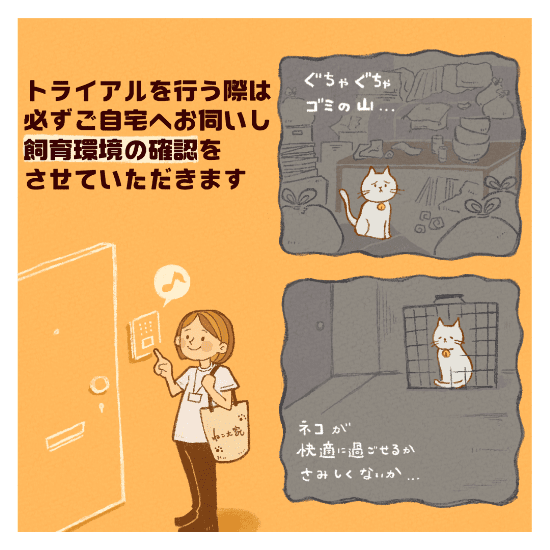 トライアルを行う際は
必ずご自宅へお伺いし
飼育環境の確認を
させていただきます
ぐちゃぐちゃ
ゴミの山...
ネコが
快適に過ごせるか
さみしくないか...